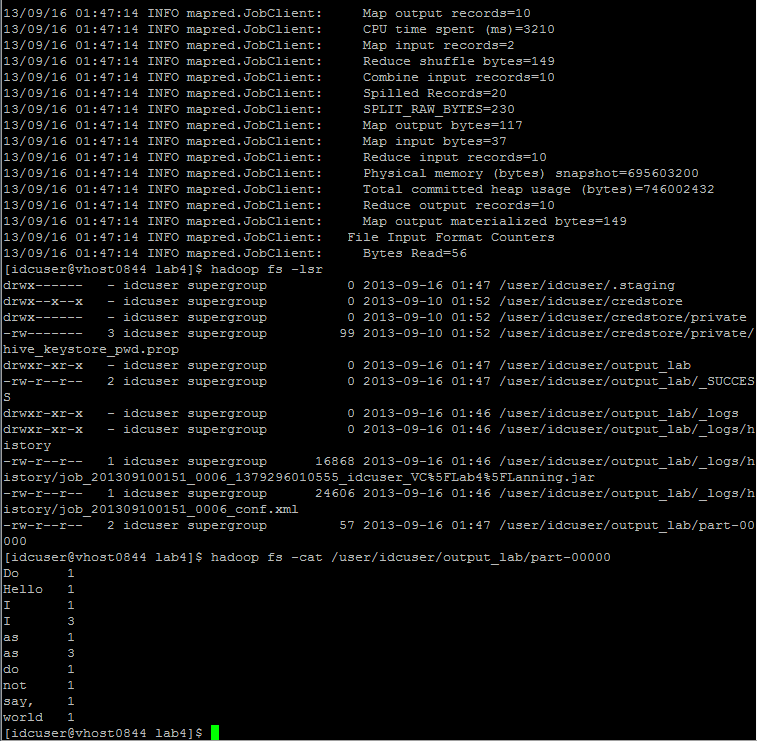 13/09/16 01:47:14 INFO mapred.JobClient:     Map output records=10
13/09/16 01:47:14 INFO mapred.JobClient:     CPU time spent (ms)=3210
13/09/16 01:47:14 INFO mapred.JobClient:     Map input records=2
13/09/16 01:47:14 INFO mapred.JobClient:     Reduce shuffle bytes=149
13/09/16 01:47:14 INFO mapred.JobClient:     Combine input records=10
13/09/16 01:47:14 INFO mapred.JobClient:     Spilled Records=20
13/09/16 01:47:14 INFO mapred.JobClient:     SPLIT_RAW_BYTES=230
13/09/16 01:47:14 INFO mapred.JobClient:     Map output bytes=117
13/09/16 01:47:14 INFO mapred.JobClient:     Map input bytes=37
13/09/16 01:47:14 INFO mapred.JobClient:     Reduce input records=10
13/09/16 01:47:14 INFO mapred.JobClient:     Physical memory (bytes) snapshot=695603200
13/09/16 01:47:14 INFO mapred.JobClient:     Total committed heap usage (bytes)=746002432
13/09/16 01:47:14 INFO mapred.JobClient:     Reduce output records=10
13/09/16 01:47:14 INFO mapred.JobClient:     Map output materialized bytes=149
13/09/16 01:47:14 INFO mapred.JobClient:   File Input Format Counters
13/09/16 01:47:14 INFO mapred.JobClient:     Bytes Read=56
[idcuser@vhost0844 lab4]$ hadoop fs -lsr
drwx------   - idcuser supergroup          0 2013-09-16 01:47 /user/idcuser/.staging
drwx--x--x   - idcuser supergroup          0 2013-09-10 01:52 /user/idcuser/credstore
drwx------   - idcuser supergroup          0 2013-09-10 01:52 /user/idcuser/credstore/private
-rw-------   3 idcuser supergroup         99 2013-09-10 01:52 /user/idcuser/credstore/private/
hive_keystore_pwd.prop
drwxr-xr-x   - idcuser supergroup          0 2013-09-16 01:47 /user/idcuser/output_lab
-rw-r--r--   2 idcuser supergroup          0 2013-09-16 01:47 /user/idcuser/output_lab/_SUCCES
S
drwxr-xr-x   - idcuser supergroup          0 2013-09-16 01:46 /user/idcuser/output_lab/_logs
drwxr-xr-x   - idcuser supergroup          0 2013-09-16 01:46 /user/idcuser/output_lab/_logs/h
istory
-rw-r--r--   1 idcuser supergroup      16868 2013-09-16 01:46 /user/idcuser/output_lab/_logs/h
istory/job_201309100151_0006_1379296010555_idcuser_VC%5FLab4%5FLanning.jar
-rw-r--r--   1 idcuser supergroup      24606 2013-09-16 01:46 /user/idcuser/output_lab/_logs/h
istory/job_201309100151_0006_conf.xml
-rw-r--r--   2 idcuser supergroup         57 2013-09-16 01:47 /user/idcuser/output_lab/part-00
000
[idcuser@vhost0844 lab4]$ hadoop fs -cat /user/idcuser/output_lab/part-00000
Do      1
Hello   1
I       1
I       3
as      1
as      3
do      1
not     1
say,    1
world   1
[idcuser@vhost0844 lab4]$